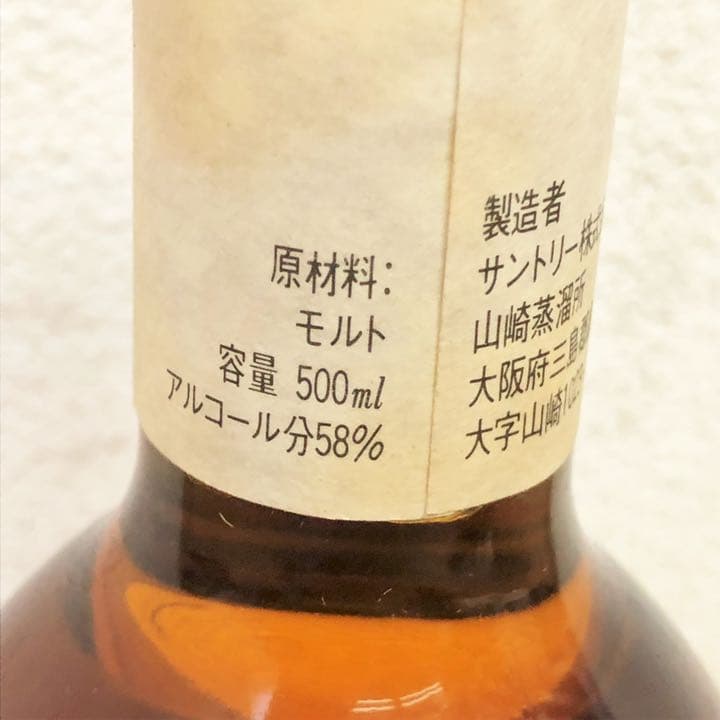 原材料:
モルト
容量 500ml
アルコール分58%
製造者
サントリー株式
山崎蒸溜所
大阪府三島
大字山崎